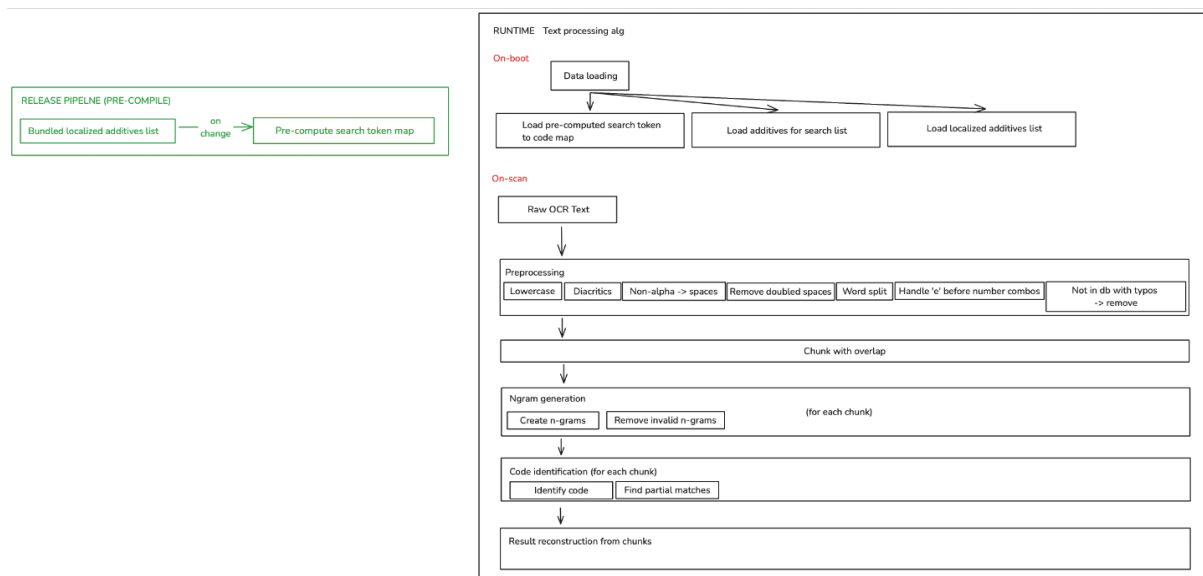 RELEASE PIPELNE (PRE-COMPILE)
Bundled localized additives list
on
change
Pre-compute search token map
RUNTIME Text processing alg
On-boot
Data loading
Load pre-computed search token
to code map
Load additives for search list
Load localized additives list
On-scan
Raw OCR Text
Preprocessing
Lowercase
Diacritics
Non-alpha -> spaces
Remove doubled spaces
Word split
Handle 'e' before number combos
Not in db with typos
-> remove
Chunk with overlap
Ngram generation
(for each chunk)
Create n-grams
Remove invalid n-grams
Code identification (for each chunk)
Identify code
Find partial matches
Result reconstruction from chunks